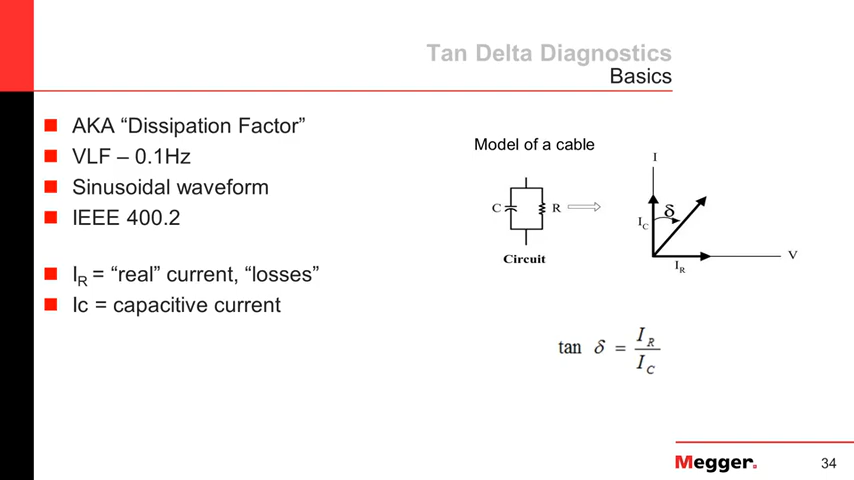 Tan Delta Diagnostics
Basics
AKA “Dissipation Factor”
VLF – 0.1Hz
Sinusoidal waveform
IEEE 400.2
IR = “real” current, “losses”
Ic = capacitive current
Model of a cable
C
R
Circuit
I
IC
δ
V
IR
tan δ = IR / IC
Megger.
34